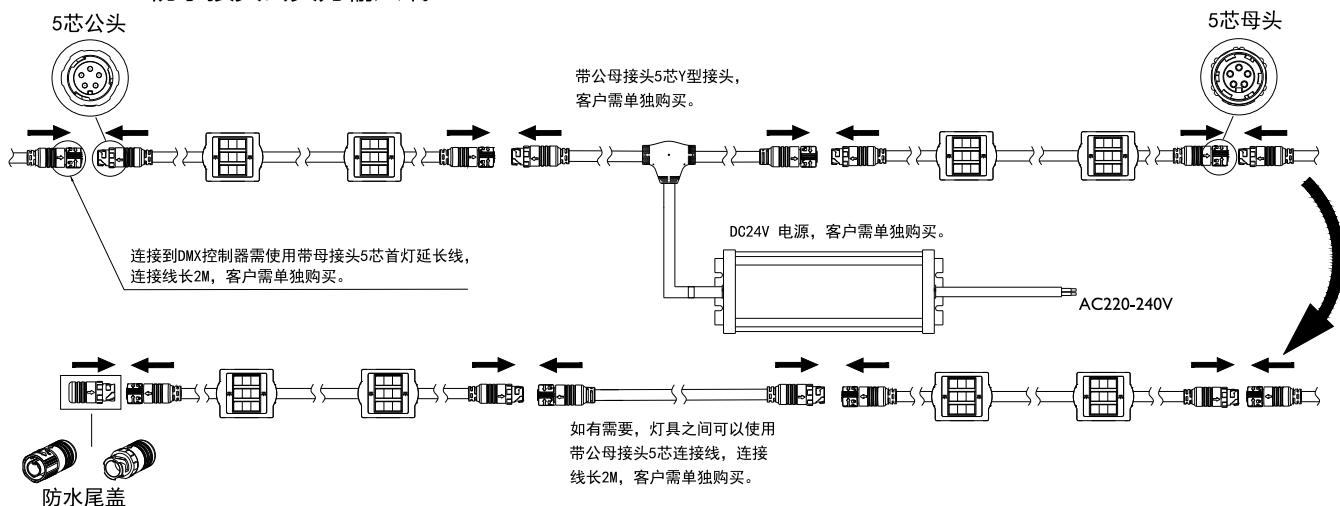 5芯公头
5芯母头
带公母接头5芯Y型接头，
客户需单独购买。
连接到DMX控制器需使用带母接头5芯首灯延长线，
连接线长2M，客户需单独购买。
DC24V 电源，客户需单独购买。
AC220-240V
如有需要，灯具之间可以使用
带公母接头5芯连接线，连接
线长2M，客户需单独购买。
防水尾盖